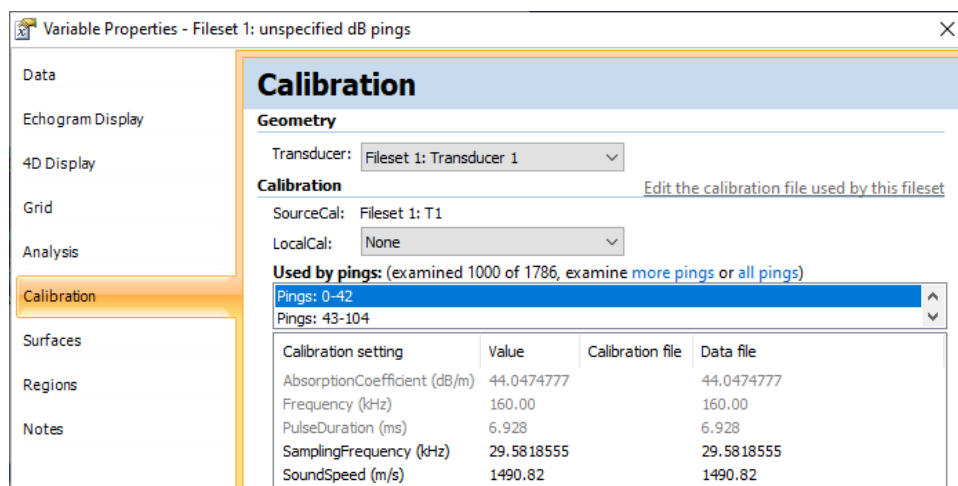 Variable Properties - Fileset 1: unspecified dB pings
Data
Echogram Display
4D Display
Grid
Analysis
Calibration
Surfaces
Regions
Notes
Calibration
Geometry
Transducer: Fileset 1: Transducer 1
Calibration Edit the calibration file used by this fileset
SourceCal: Fileset 1: T1
LocalCal: None
Used by pings: (examined 1000 of 1786, examine more pings or all pings)
Pings: 0-42
Pings: 43-104
Calibration setting Value Calibration file Data file
AbsorptionCoefficient (dB/m) 44.0474777 44.0474777
Frequency (kHz) 160.00 160.00
PulseDuration (ms) 6.928 6.928
SamplingFrequency (kHz) 29.5818555 29.5818555
SoundSpeed (m/s) 1490.82 1490.82